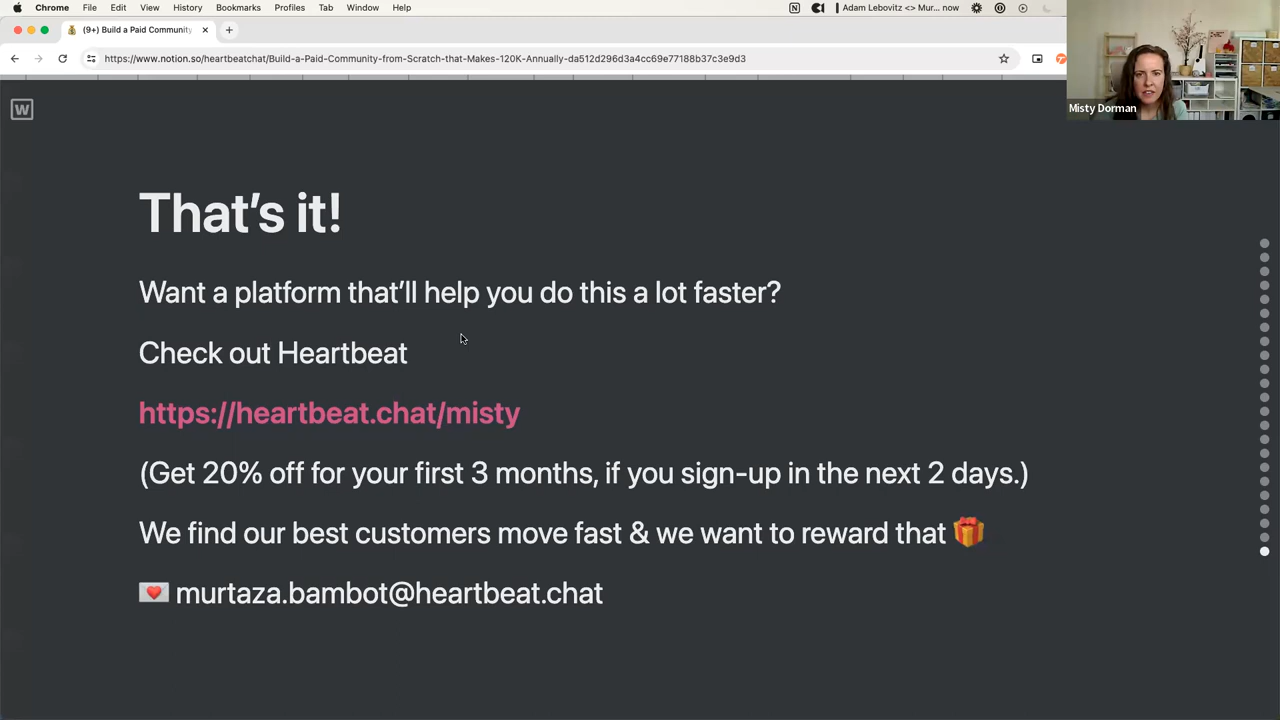 Chrome File Edit View History Bookmarks Profiles Tab Window Help
Adam Lebovitz <> Mur... now
(9+) Build a Paid Community
https://www.notion.so/heartbeatchat/Build-a-Paid-Community-from-Scratch-that-Makes-120K-Annually-da512d296d3a4cc69e77188b37c3e9d3
Misty Dorman
W
That’s it!
Want a platform that’ll help you do this a lot faster?
Check out Heartbeat
https://heartbeat.chat/misty
(Get 20% off for your first 3 months, if you sign-up in the next 2 days.)
We find our best customers move fast & we want to reward that 🎁
💌 murtaza.bambot@heartbeat.chat